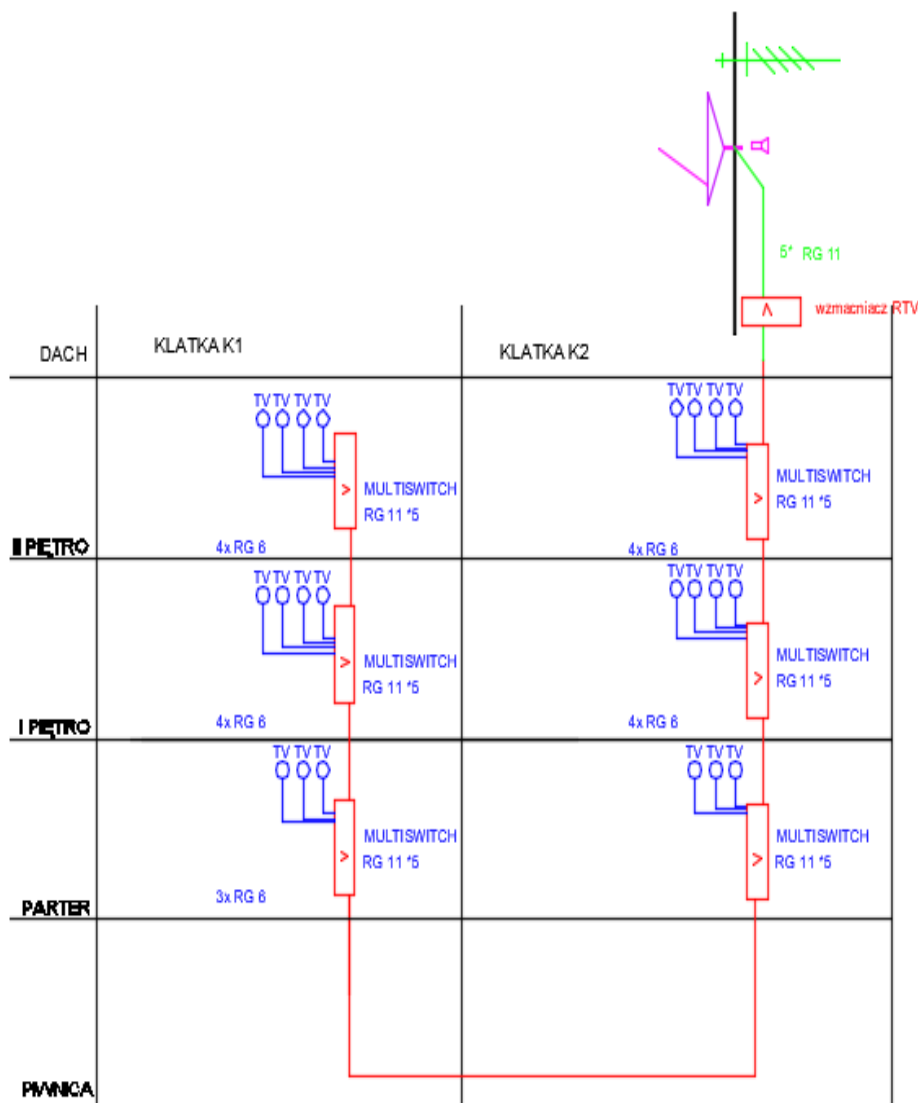 5* RG 11
wzmacniacz RTV
DACH
KLATKA K1
KLATKA K2
TV TV TV TV
TV TV TV TV
MULTISWITCH
RG 11 *5
MULTISWITCH
RG 11 *5
II PIĘTRO
4x RG 6
4x RG 6
TV TV TV TV
TV TV TV TV
MULTISWITCH
RG 11 *5
MULTISWITCH
RG 11 *5
I PIĘTRO
4x RG 6
4x RG 6
TV TV TV
TV TV TV
MULTISWITCH
RG 11 *5
MULTISWITCH
RG 11 *5
PARTER
3x RG 6
PIWNICA